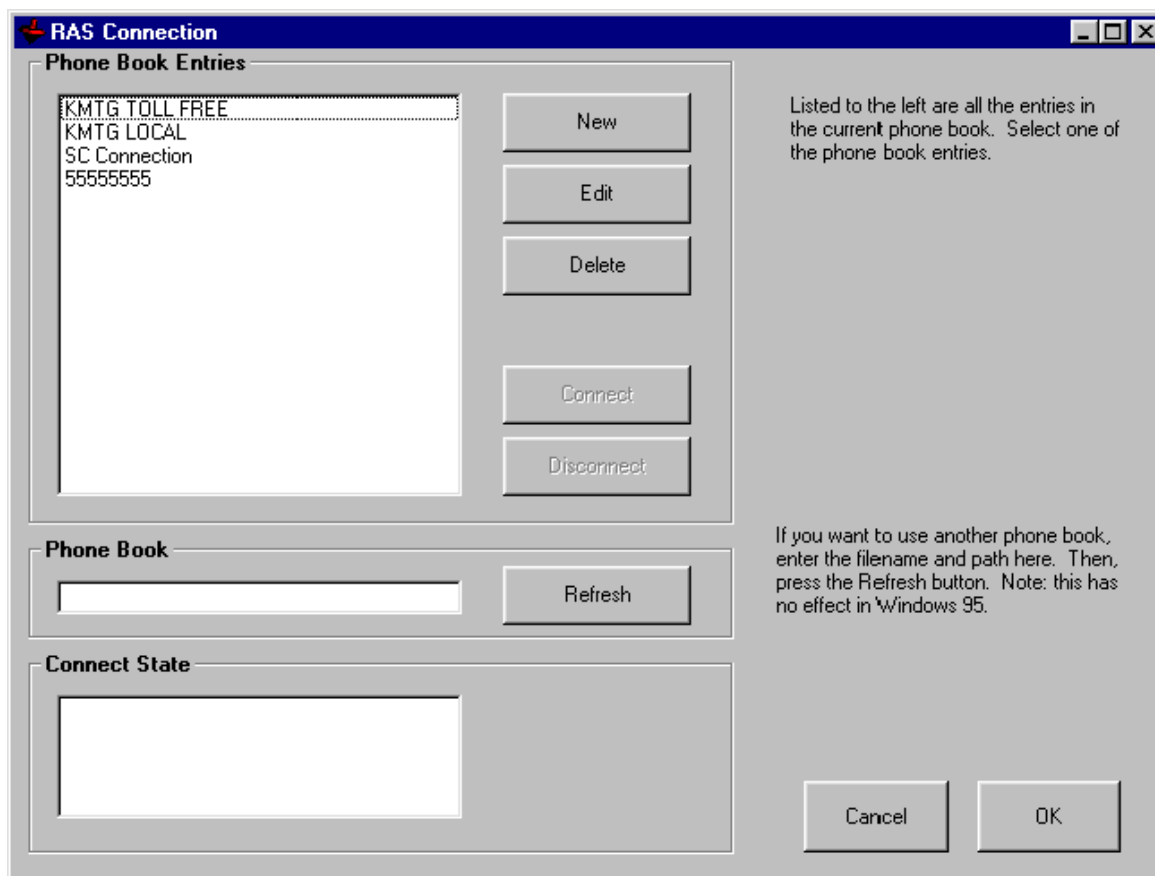 RAS Connection
Phone Book Entries
KMTG TOLL FREE
KMTG LOCAL
SC Connection
55555555
New
Edit
Delete
Connect
Disconnect
Listed to the left are all the entries in
the current phone book.  Select one of
the phone book entries.
Phone Book
Refresh
If you want to use another phone book,
enter the filename and path here.  Then,
press the Refresh button.  Note: this has
no effect in Windows 95.
Connect State
Cancel
OK